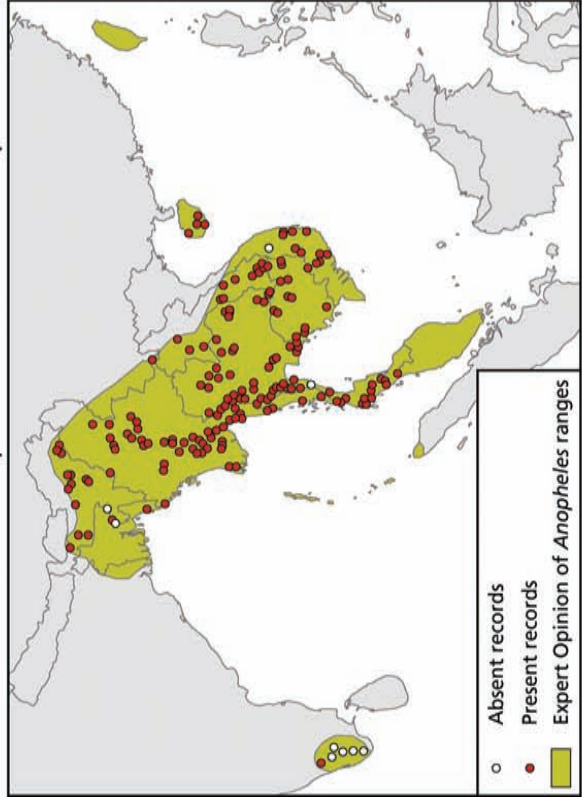 Absent records
Present records
Expert Opinion of Anopheles ranges